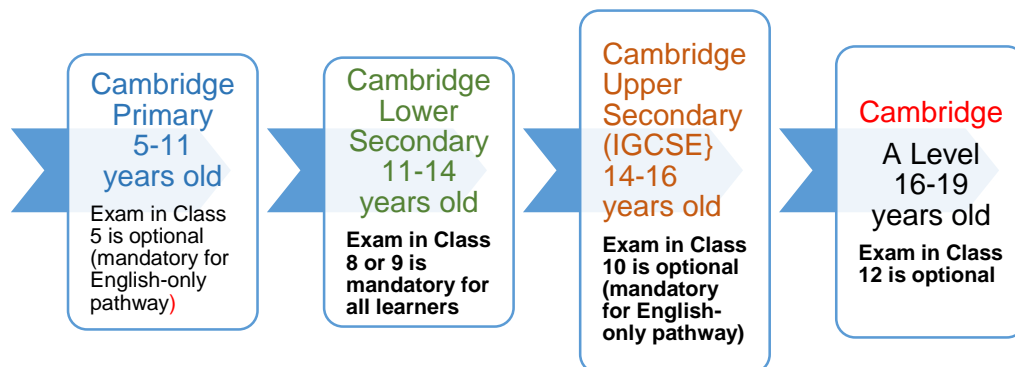 Cambridge
Primary
5-11
years old
Exam in Class
5 is optional
(mandatory for
English-only
pathway)
Cambridge
Lower
Secondary
11-14
years old
Exam in Class
8 or 9 is
mandatory for
all learners
Cambridge
Upper
Secondary
(IGCSE}
14-16
years old
Exam in Class
10 is optional
(mandatory
for English-
only pathway)
Cambridge
A Level
16-19
years old
Exam in Class
12 is optional